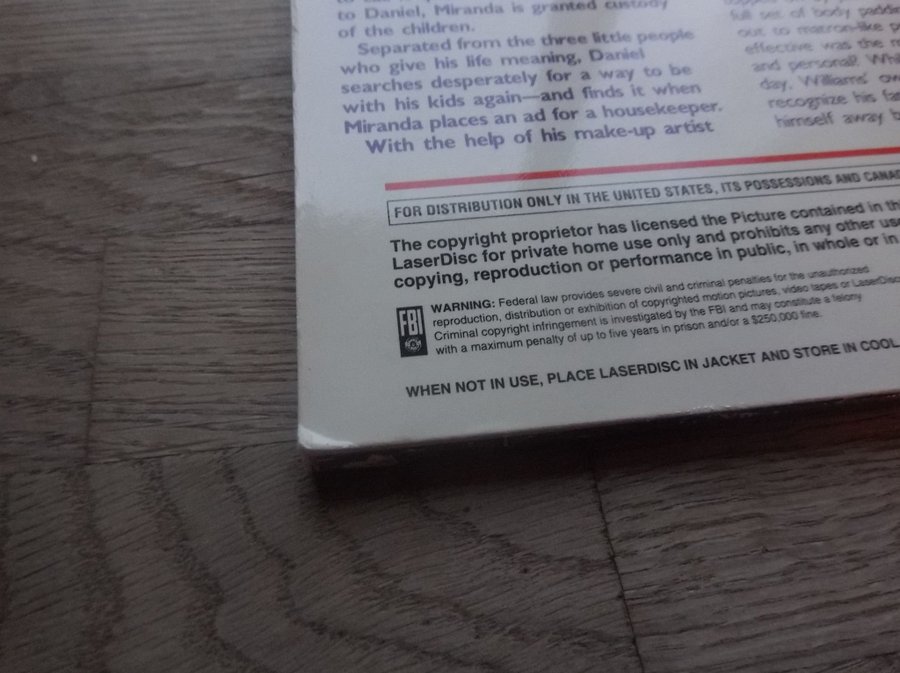 to Daniel, Miranda is granted custody
of the children.
Separated from the three little people
who give his life meaning, Daniel
searches desperately for a way to be
with his kids again—and finds it when
Miranda places an ad for a housekeeper.
With the help of his make-up artist
full set of body
out to matron-like
effective was the
and personal?
day, Williams'
recognize his
himself away
FOR DISTRIBUTION ONLY IN THE UNITED STATES, ITS POSSESSIONS AND
The copyright proprietor has licensed the Picture contained in
LaserDisc for private home use only and prohibits any other
copying, reproduction or performance in public, in whole or in
FBI
WARNING: Federal law provides severe civil and criminal penalties for the unauthorized
reproduction, distribution or exhibition of copyrighted motion pictures, video tapes or
Criminal copyright infringement is investigated by the FBI and may constitute a felony
with a maximum penalty of up to five years in prison and/or a $250,000 fine.
WHEN NOT IN USE, PLACE LASERDISC IN JACKET AND STORE IN COOL